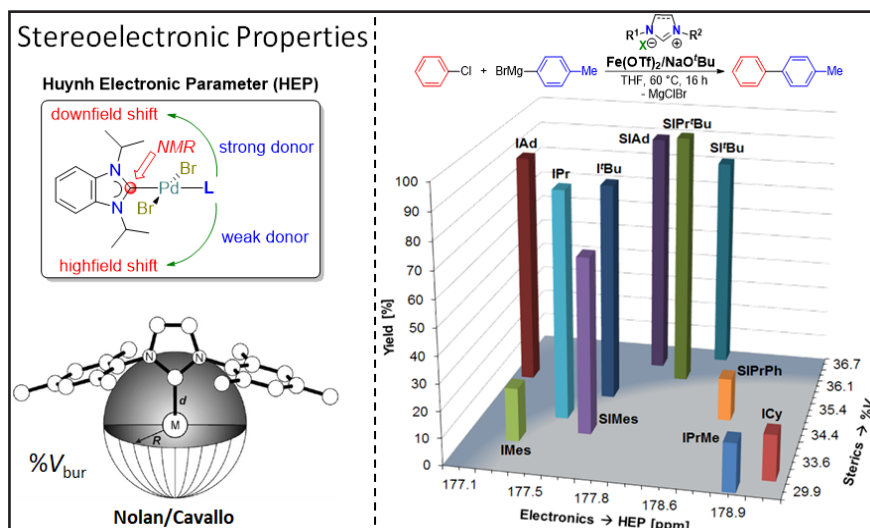 Stereoelectronic Properties
Huynh Electronic Parameter (HEP)
downfield shift
NMR
strong donor
N
Br
Pd
L
Br
N
weak donor
highfield shift
N
N
d
M
R
%Vbur
Nolan/Cavallo
R¹
N
N
R²
X⊖
⊕
Cl
+
BrMg
Me
Fe(OTf)₂/NaOᵗBu
THF, 60 °C, 16 h
- MgClBr
Me
Yield [%]
100
90
80
70
60
50
40
30
20
10
0
IAd
IPr
IᵗBu
SIAd
SIPrᵗBu
SIᵗBu
IMes
SIMes
SIPrPh
IPrMe
ICy
177.1
177.5
177.8
178.6
178.9
Electronics → HEP [ppm]
36.7
36.1
35.4
34.4
33.6
29.9
Sterics → %V